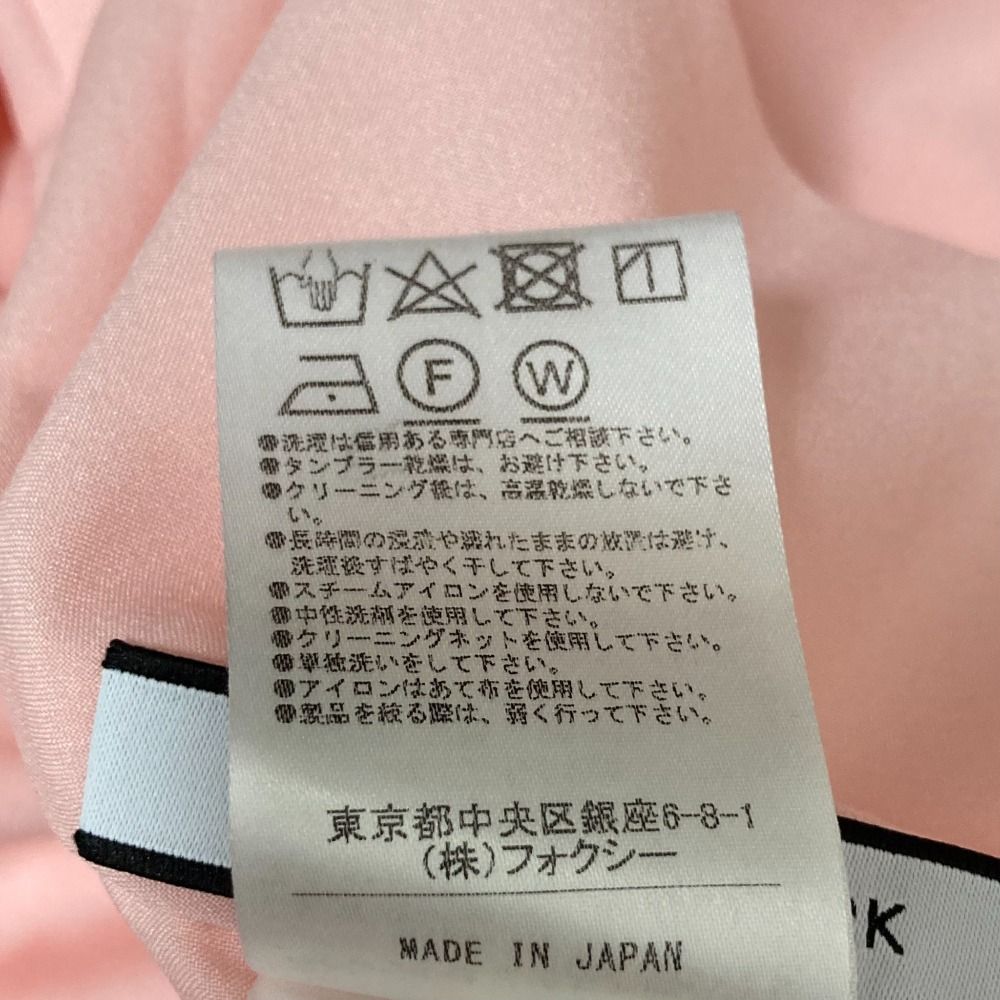 F W
●洗濯は信用ある専門店へご相談下さい。
●タンブラー乾燥は、お避け下さい。
●クリーニング後は、高温乾燥しないで下さ
い。
●長時間の浸漬や濡れたままの放置は避け、
洗濯後すばやく干して下さい。
●スチームアイロンを使用しないで下さい。
●中性洗剤を使用して下さい。
●クリーニングネットを使用して下さい。
●単独洗いをして下さい。
●アイロンはあて布を使用して下さい。
●製品を絞る際は、弱く行って下さい。
東京都中央区銀座6-8-1
(株)フォクシー
MADE IN JAPAN